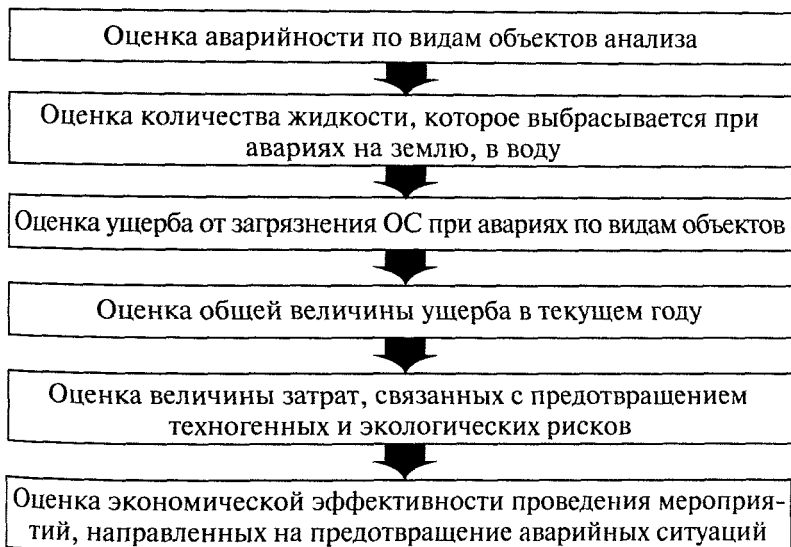 Оценка аварийности по видам объектов анализа
Оценка количества жидкости, которое выбрасывается при
авариях на землю, в воду
Оценка ущерба от загрязнения ОС при авариях по видам объектов
Оценка общей величины ущерба в текущем году
Оценка величины затрат, связанных с предотвращением
техногенных и экологических рисков
Оценка экономической эффективности проведения мероприя-
тий, направленных на предотвращение аварийных ситуаций